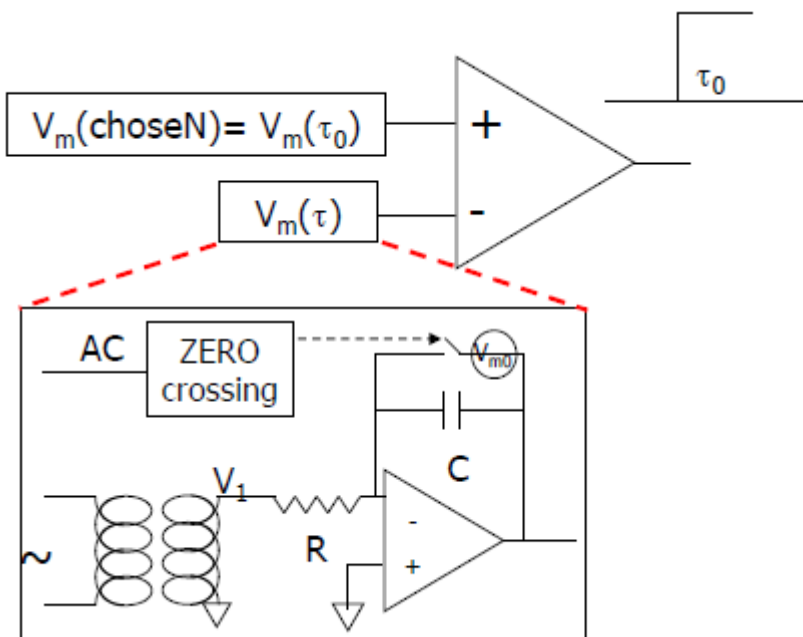 τ₀
Vₘ(choseN)= Vₘ(τ₀)
+
Vₘ(τ)
-
AC
ZERO
crossing
Vₘ₀
C
V₁
R
-
+
~